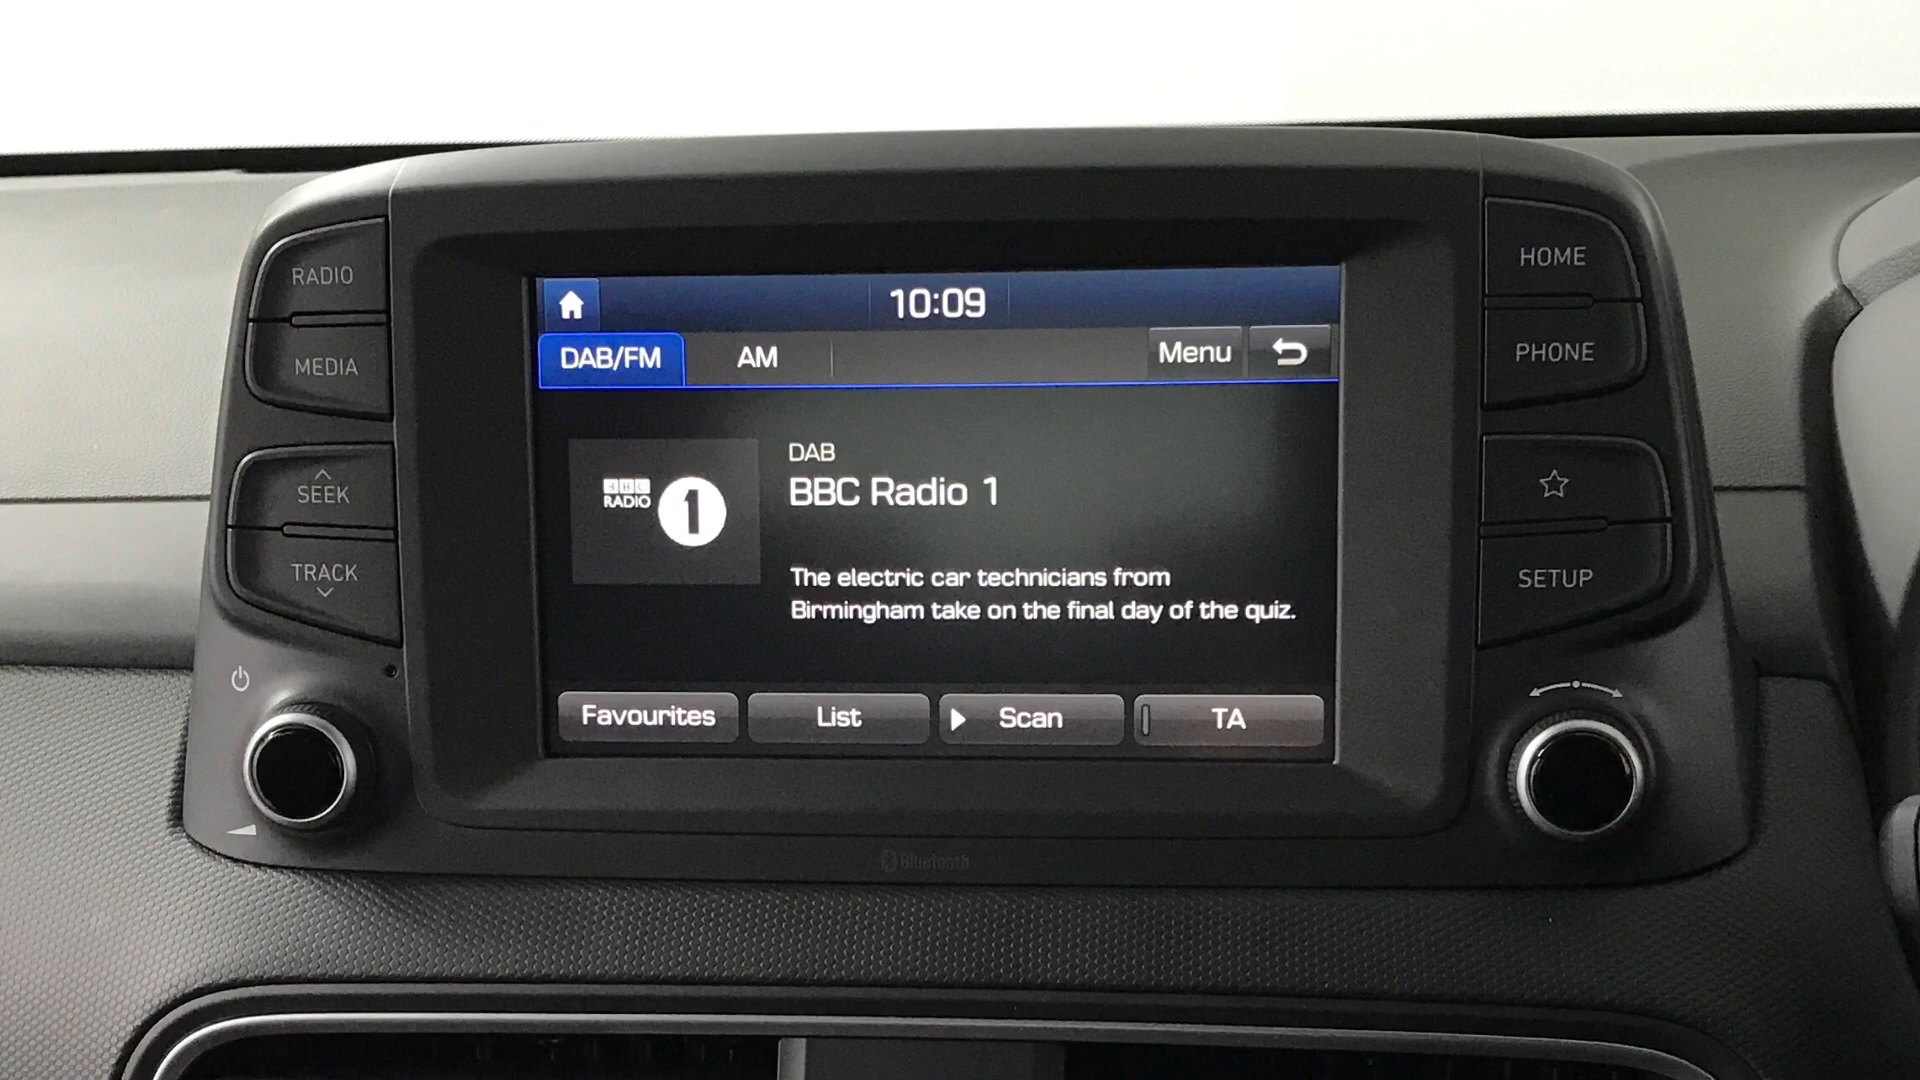 RADIO
MEDIA
SEEK
TRACK
10:09
DAB/FM
AM
Menu
BBC
RADIO
1
DAB
BBC Radio 1
The electric car technicians from
Birmingham take on the final day of the quiz.
Favourites
List
Scan
TA
HOME
PHONE
SETUP
Bluetooth